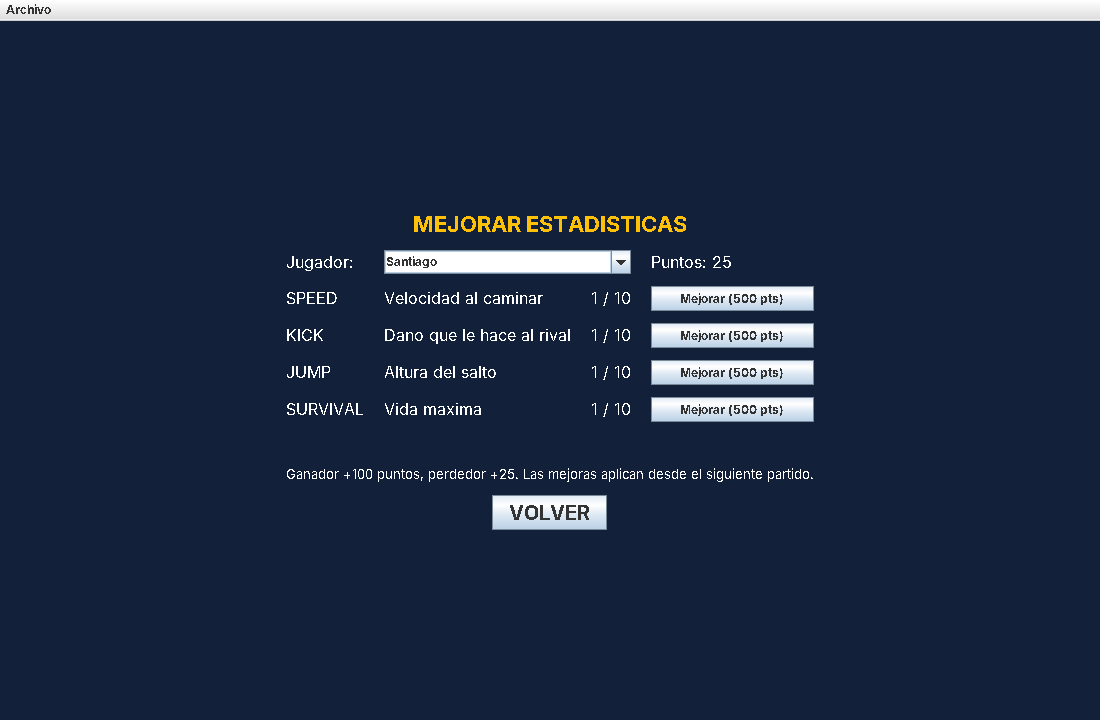 Archivo
MEJORAR ESTADISTICAS
Jugador: Santiago Puntos: 25
SPEED Velocidad al caminar 1 / 10 Mejorar (500 pts)
KICK Dano que le hace al rival 1 / 10 Mejorar (500 pts)
JUMP Altura del salto 1 / 10 Mejorar (500 pts)
SURVIVAL Vida maxima 1 / 10 Mejorar (500 pts)
Ganador +100 puntos, perdedor +25. Las mejoras aplican desde el siguiente partido.
VOLVER